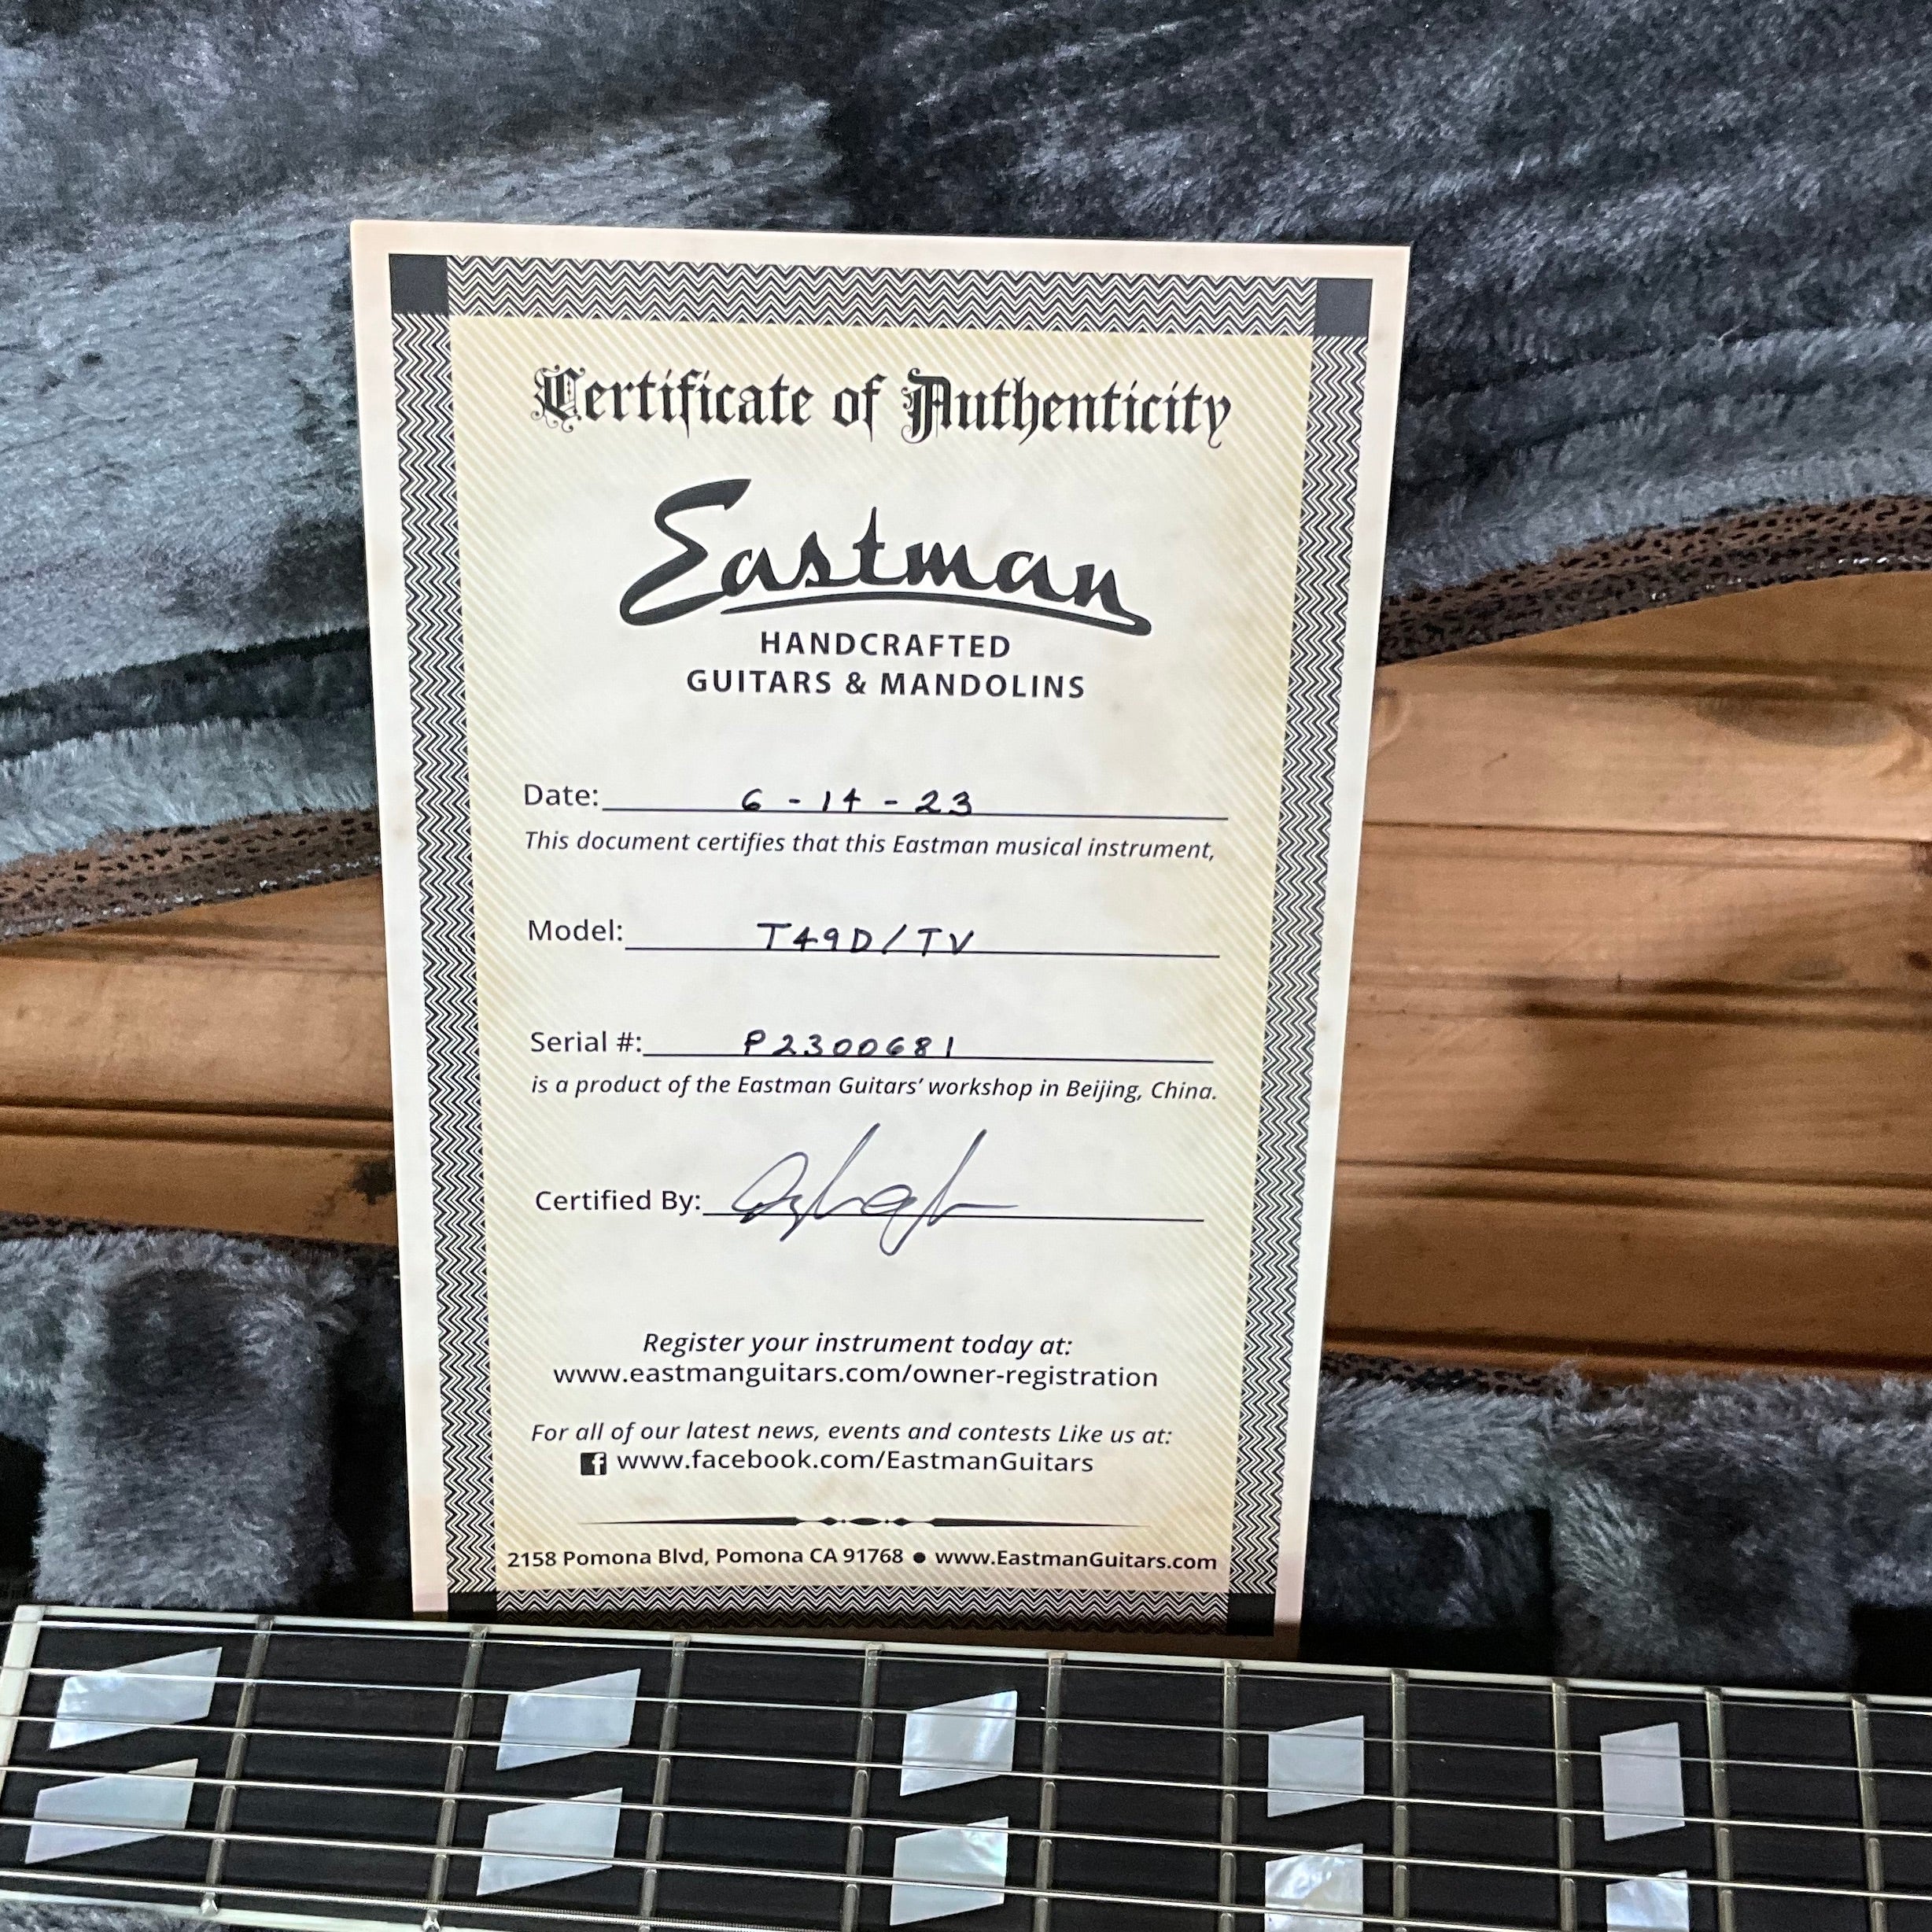 Certificate of Authenticity
Eastman
HANDCRAFTED
GUITARS & MANDOLINS
Date: 6 - 14 - 23
This document certifies that this Eastman musical instrument,
Model: T49D/TV
Serial #: P2300681
is a product of the Eastman Guitars’ workshop in Beijing, China.
Certified By:
Register your instrument today at:
www.eastmanguitars.com/owner-registration
For all of our latest news, events and contests Like us at:
f www.facebook.com/EastmanGuitars
2158 Pomona Blvd, Pomona CA 91768 ● www.EastmanGuitars.com